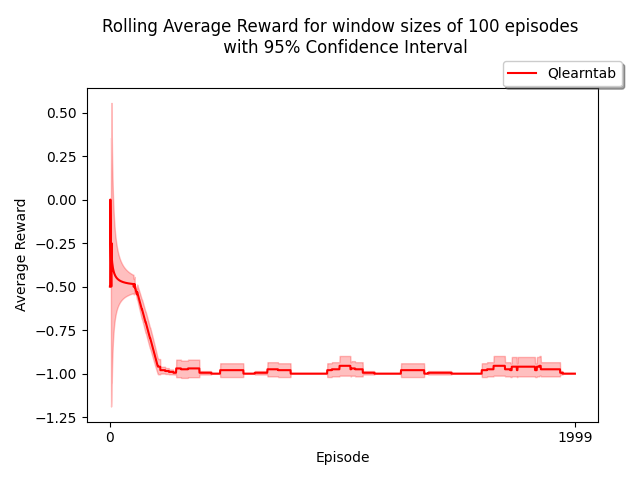 Rolling Average Reward for window sizes of 100 episodes
with 95% Confidence Interval
Qlearntab
0.50
0.25
0.00
−0.25
−0.50
−0.75
−1.00
−1.25
Average Reward
0
1999
Episode